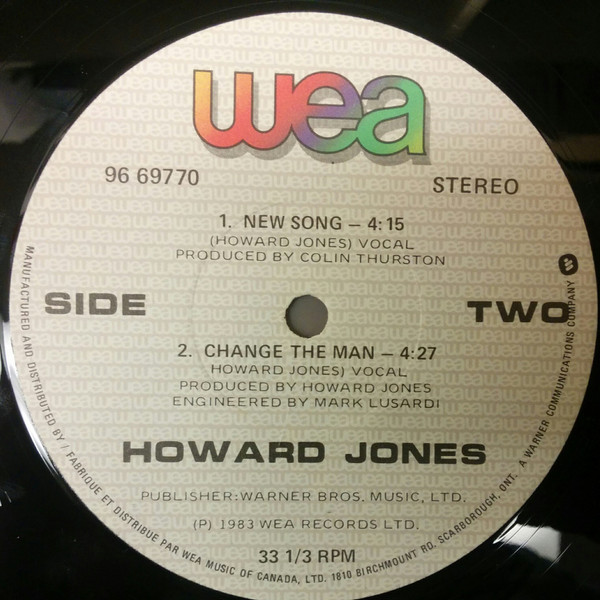 wea
96 69770
STEREO
1. NEW SONG – 4:15
(HOWARD JONES) VOCAL
PRODUCED BY COLIN THURSTON
SIDE TWO
2. CHANGE THE MAN – 4:27
HOWARD JONES) VOCAL
PRODUCED BY HOWARD JONES
ENGINEERED BY MARK LUSARDI
HOWARD JONES
PUBLISHER:WARNER BROS. MUSIC, LTD.
(P) 1983 WEA RECORDS LTD.
33 1/3 RPM
MANUFACTURED AND DISTRIBUTED BY / FABRIQUE ET DISTRIBUE PAR WEA MUSIC OF CANADA, LTD. 1810 BIRCHMOUNT RD. SCARBOROUGH, ONT. A WARNER COMMUNICATIONS COMPANY